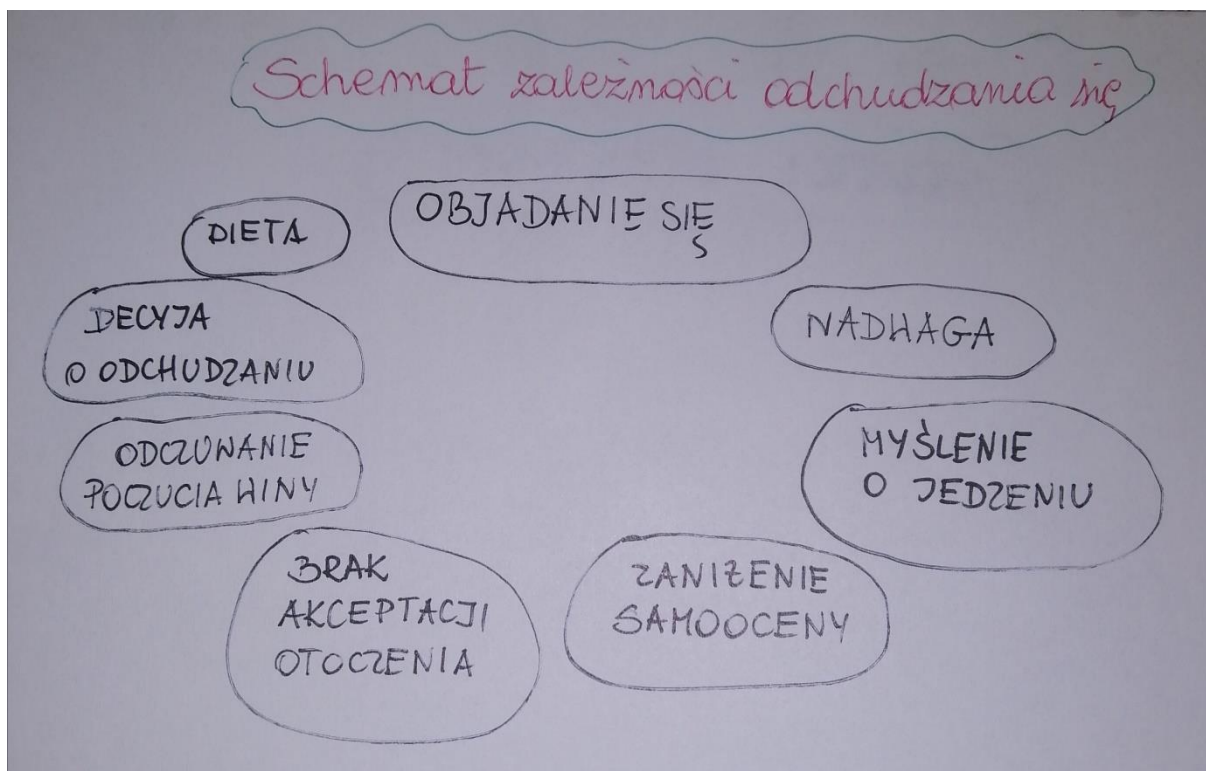 Schemat zależności odchudzania się
OBJADANIE SIĘ
DIETA
DECYJA
O ODCHUDZANIU
NADWAGA
ODCZUWANIE
POCZUCIA WINY
MYŚLENIE
O JEDZENIU
BRAK
AKCEPTACJI
OTOCZENIA
ZANIŻENIE
SAMOOCENY